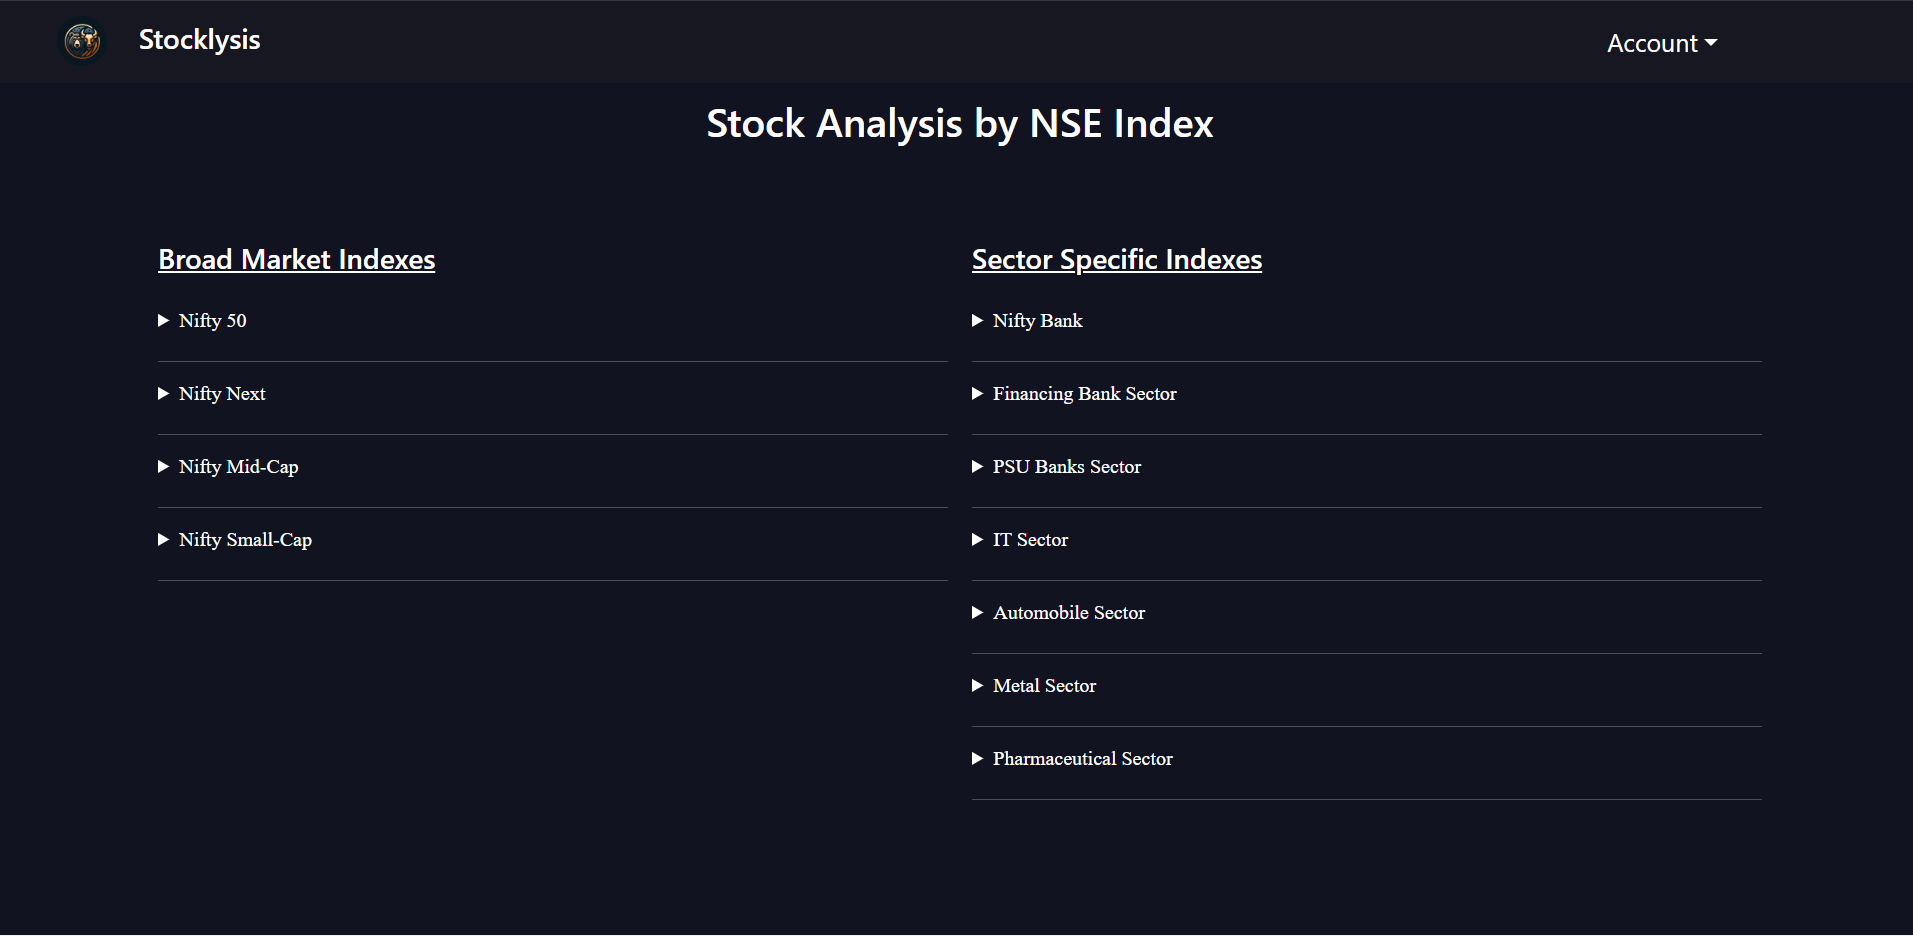 Stocklysis
Account
Stock Analysis by NSE Index
Broad Market Indexes
Nifty 50
Nifty Next
Nifty Mid-Cap
Nifty Small-Cap
Sector Specific Indexes
Nifty Bank
Financing Bank Sector
PSU Banks Sector
IT Sector
Automobile Sector
Metal Sector
Pharmaceutical Sector